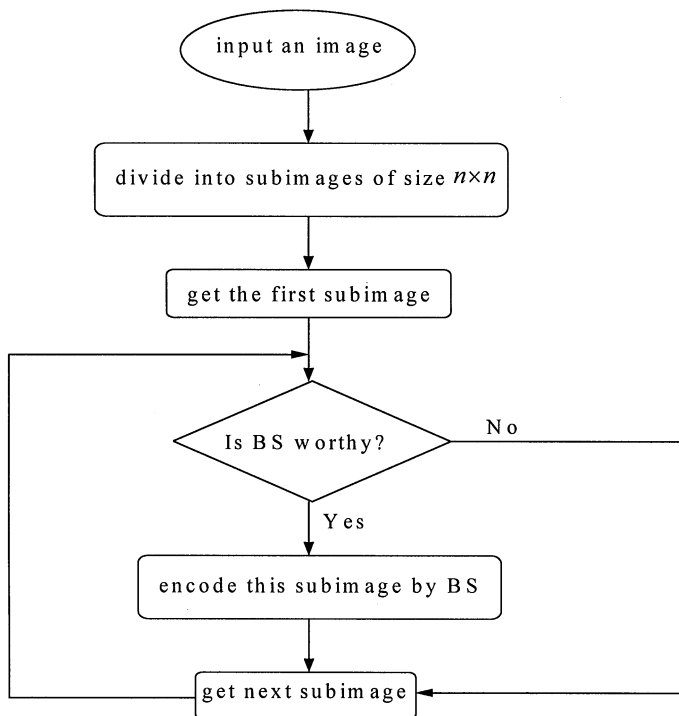 input an image
divide into subimages of size n×n
get the first subimage
Is BS worthy?
No
Yes
encode this subimage by BS
get next subimage